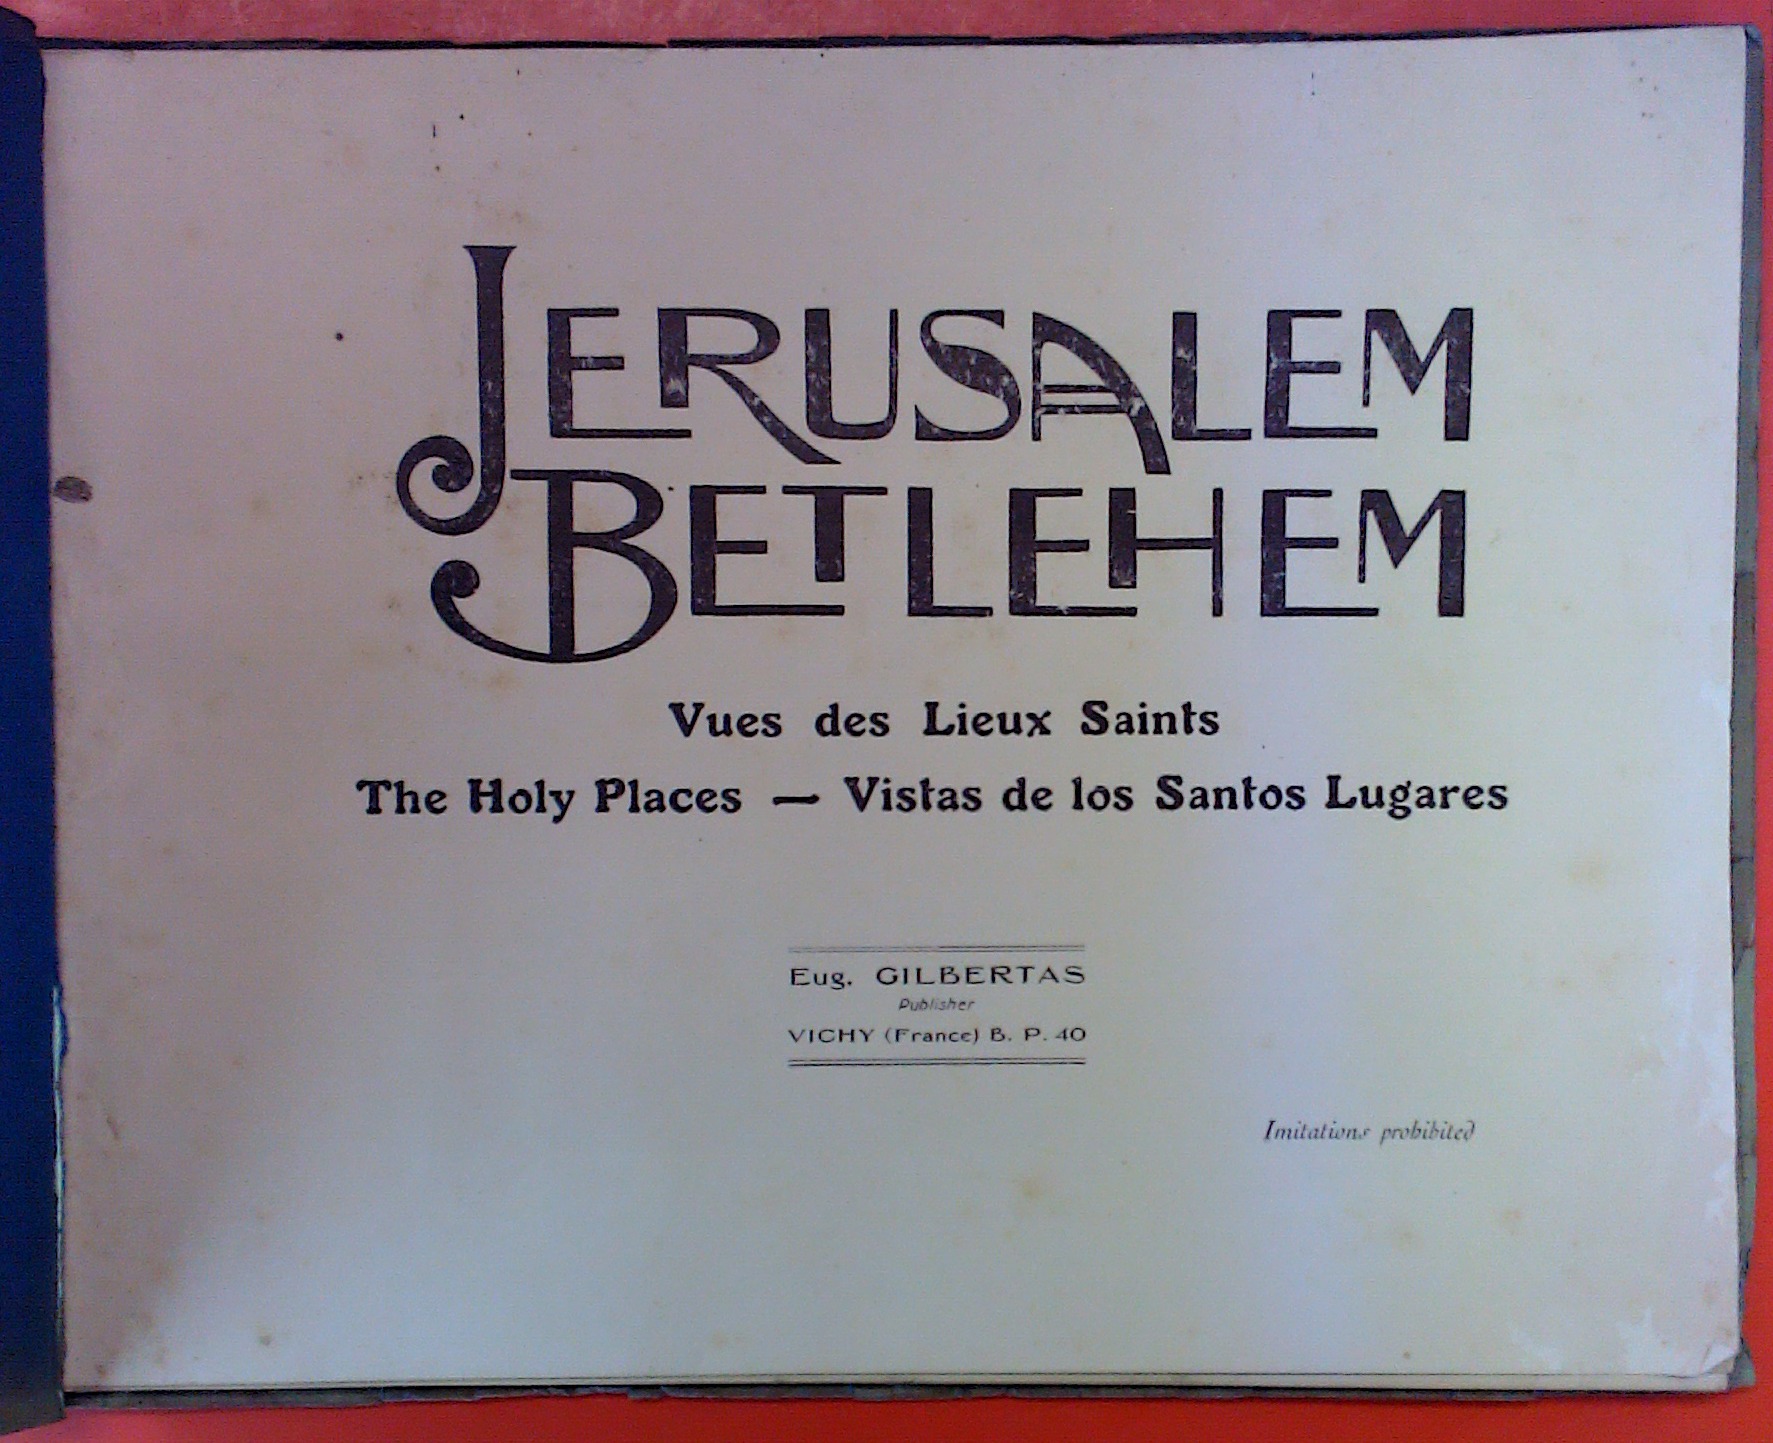 JERUSALEM
BETLEHEM
Vues des Lieux Saints
The Holy Places — Vistas de los Santos Lugares
Eug. GILBERTAS
Publisher
VICHY (France) B. P. 40
Imitations prohibited